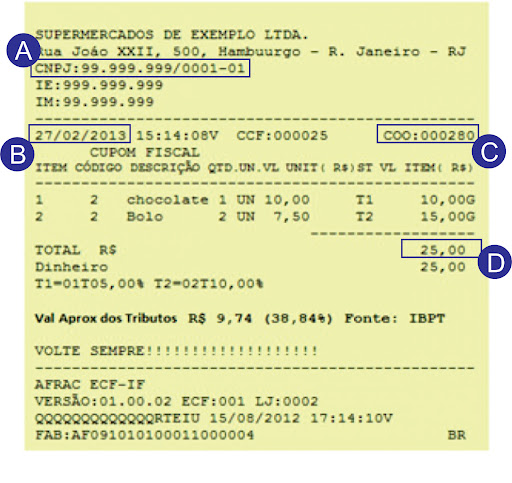 SUPERMERCADOS DE EXEMPLO LTDA.
A
Rua João XXII, 500, Hambuurgo - R. Janeiro - RJ
CNPJ:99.999.999/0001-01
IE:999.999.999
IM:99.999.999
27/02/2013 15:14:08V CCF:000025 COO:000280
B
C
CUPOM FISCAL
ITEM CÓDIGO DESCRIÇÃO QTD.UN.VL UNIT( R$)ST VL ITEM( R$)
1 2 chocolate 1 UN 10,00 T1 10,00G
2 2 Bolo 2 UN 7,50 T2 15,00G
TOTAL R$ 25,00
D
Dinheiro 25,00
T1=01T05,00% T2=02T10,00%
Val Aprox dos Tributos R$ 9,74 (38,84%) Fonte: IBPT
VOLTE SEMPRE!!!!!!!!!!!!!!!!!!!!
AFRAC ECF-IF
VERSÃO:01.00.02 ECF:001 LJ:0002
QQQQQQQQQQQQQRTEIU 15/08/2012 17:14:10V
FAB:AF091010100011000004 BR